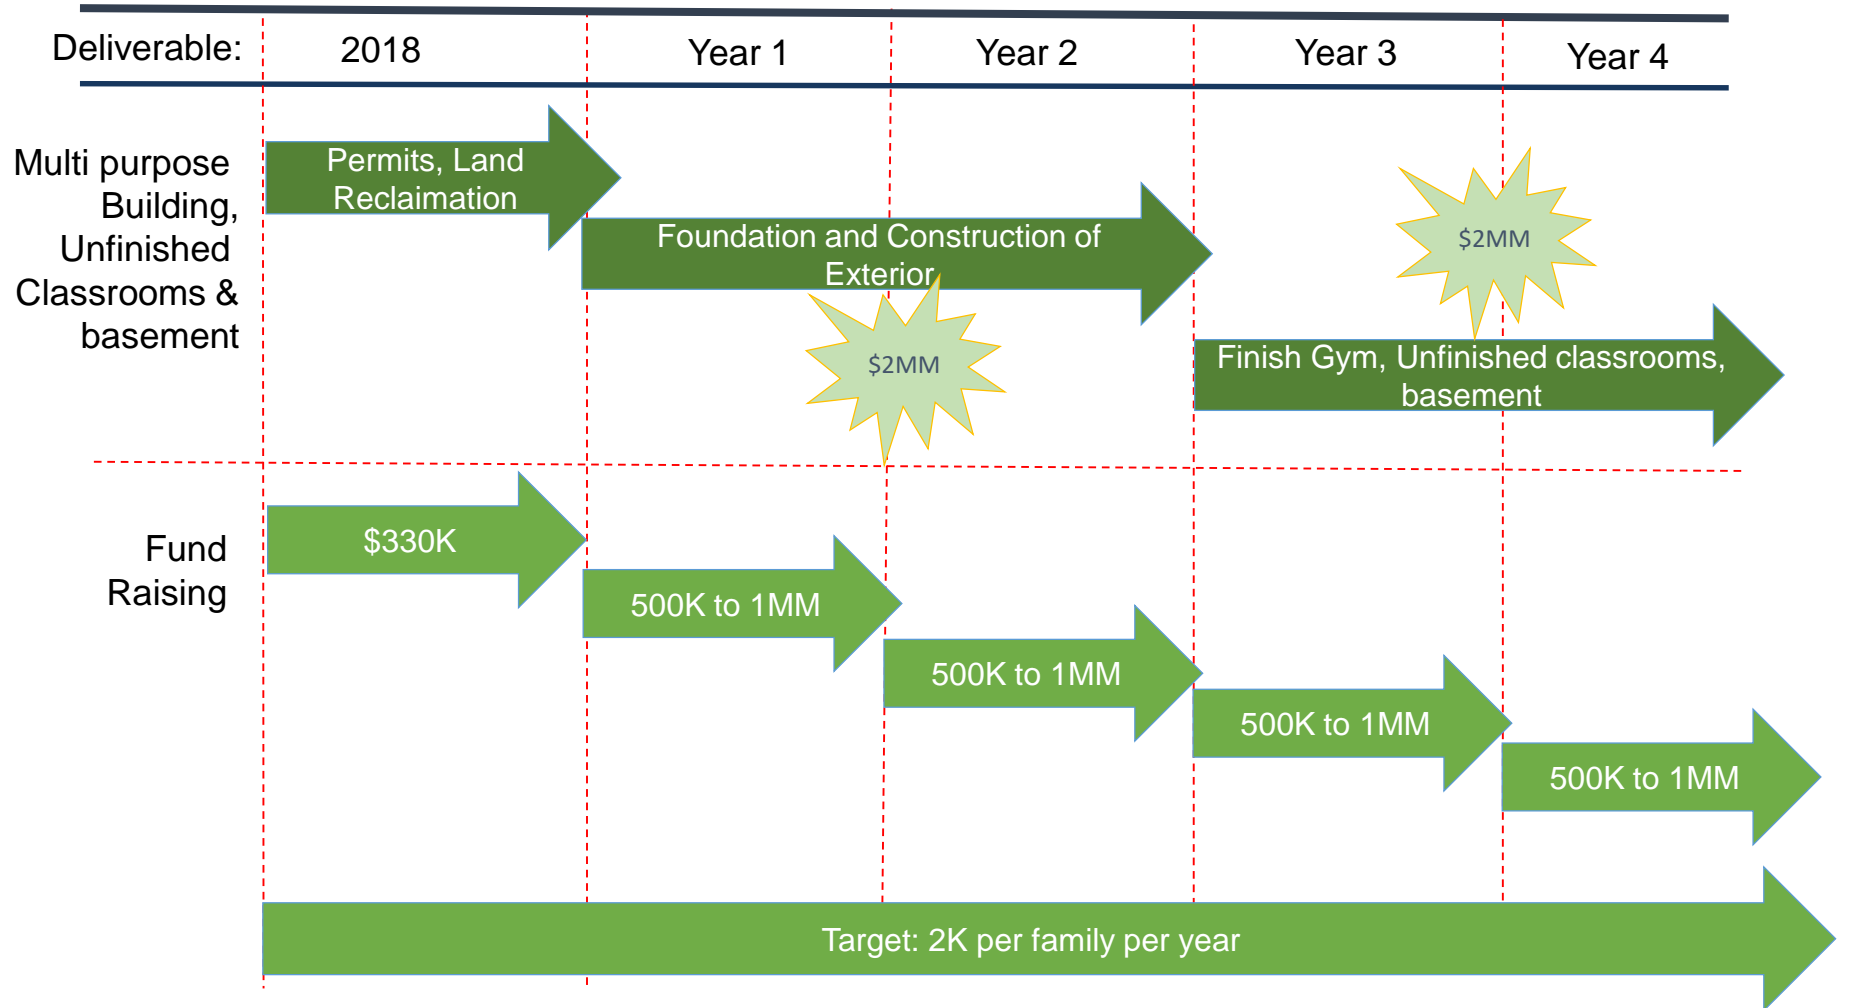 Deliverable:
2018
Year 1
Year 2
Year 3
Year 4
Multi purpose
Building,
Unfinished
Classrooms &
basement
Permits, Land
Reclaimation
Foundation and Construction of
Exterior
$2MM
$2MM
Finish Gym, Unfinished classrooms,
basement
Fund
Raising
$330K
500K to 1MM
500K to 1MM
500K to 1MM
500K to 1MM
Target: 2K per family per year